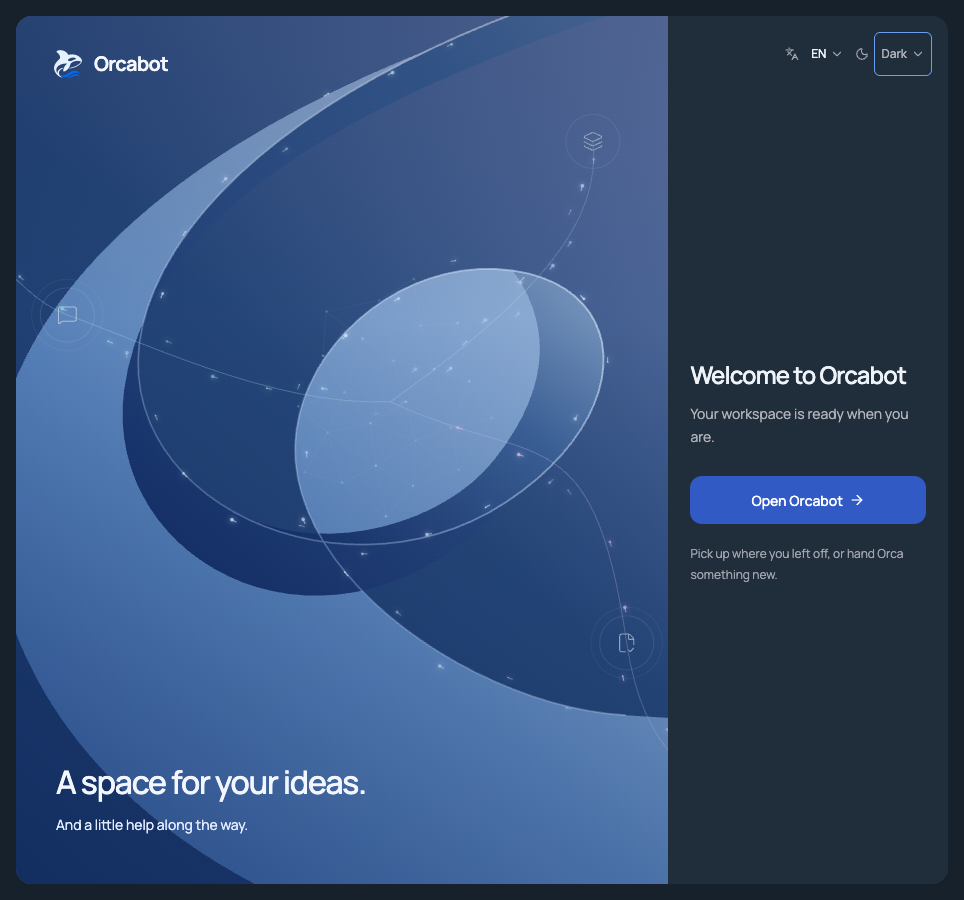 Orcabot
EN
Dark
Welcome to Orcabot
Your workspace is ready when you
are.
Open Orcabot
Pick up where you left off, or hand Orca
something new.
A space for your ideas.
And a little help along the way.